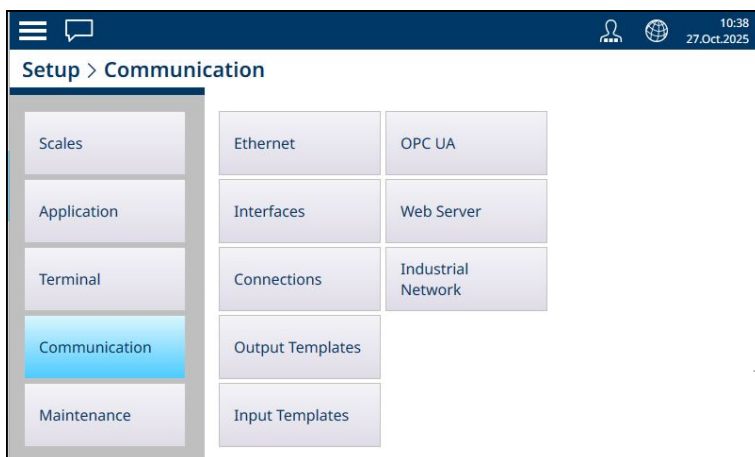 10:38
27.Oct.2025
Setup > Communication
Scales
Application
Terminal
Communication
Maintenance
Ethernet
Interfaces
Connections
Output Templates
Input Templates
OPC UA
Web Server
Industrial
Network